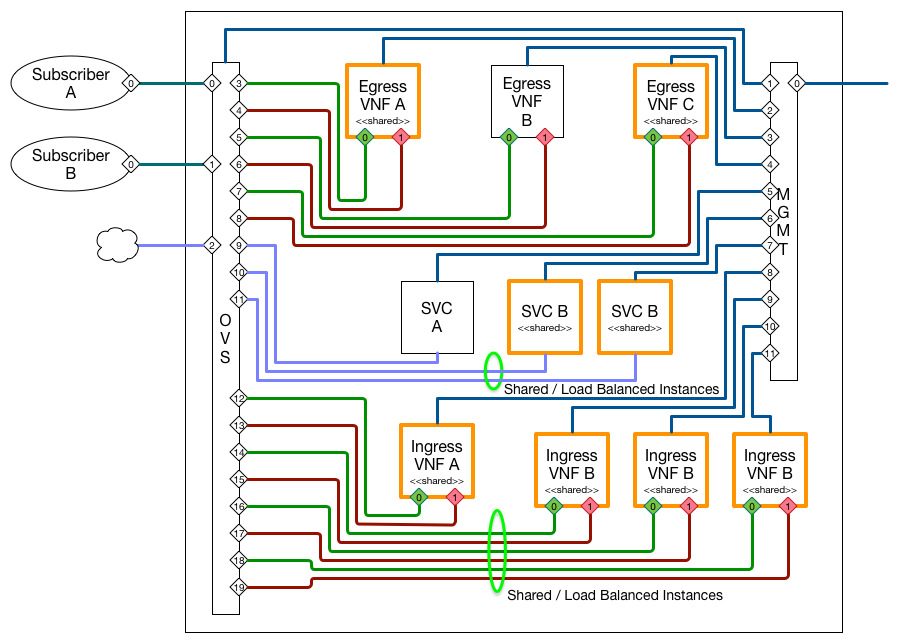 Subscriber
A
0
0
3
4
5
6
7
8
9
10
11
Subscriber
B
0
1
2
O
V
S
12
13
14
15
16
17
18
19
Egress
VNF A
<<shared>>
0
1
Egress
VNF
B
0
1
Egress
VNF C
<<shared>>
0
1
1
0
2
3
4
5
6
7
8
9
10
11
M
G
M
T
SVC
A
SVC B
<<shared>>
SVC B
<<shared>>
Shared / Load Balanced Instances
Ingress
VNF A
<<shared>>
0
1
Ingress
VNF B
<<shared>>
0
1
Ingress
VNF B
<<shared>>
0
1
Ingress
VNF B
<<shared>>
0
1
Shared / Load Balanced Instances